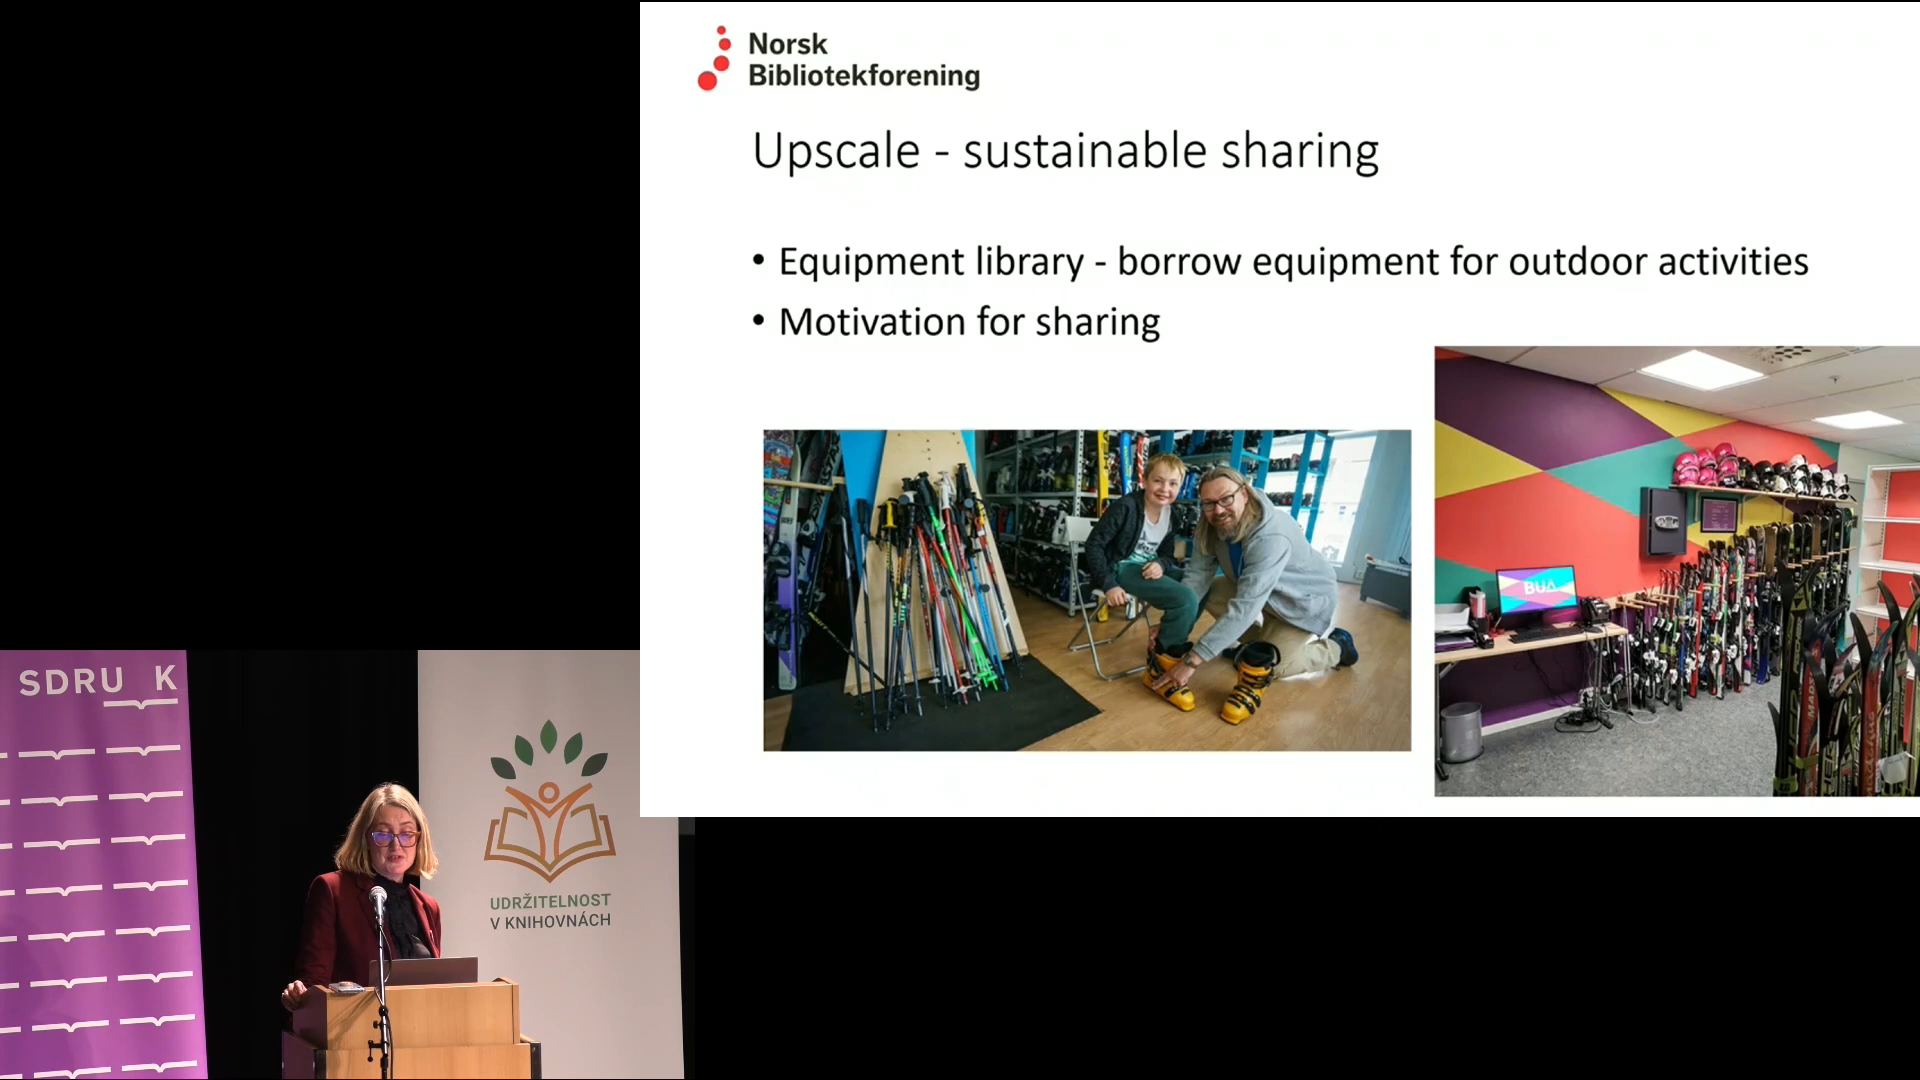 Norsk
Bibliotekforening
Upscale - sustainable sharing
• Equipment library - borrow equipment for outdoor activities
• Motivation for sharing
BUA
SDRU K
UDRŽITELNOST
V KNIHOVNÁCH